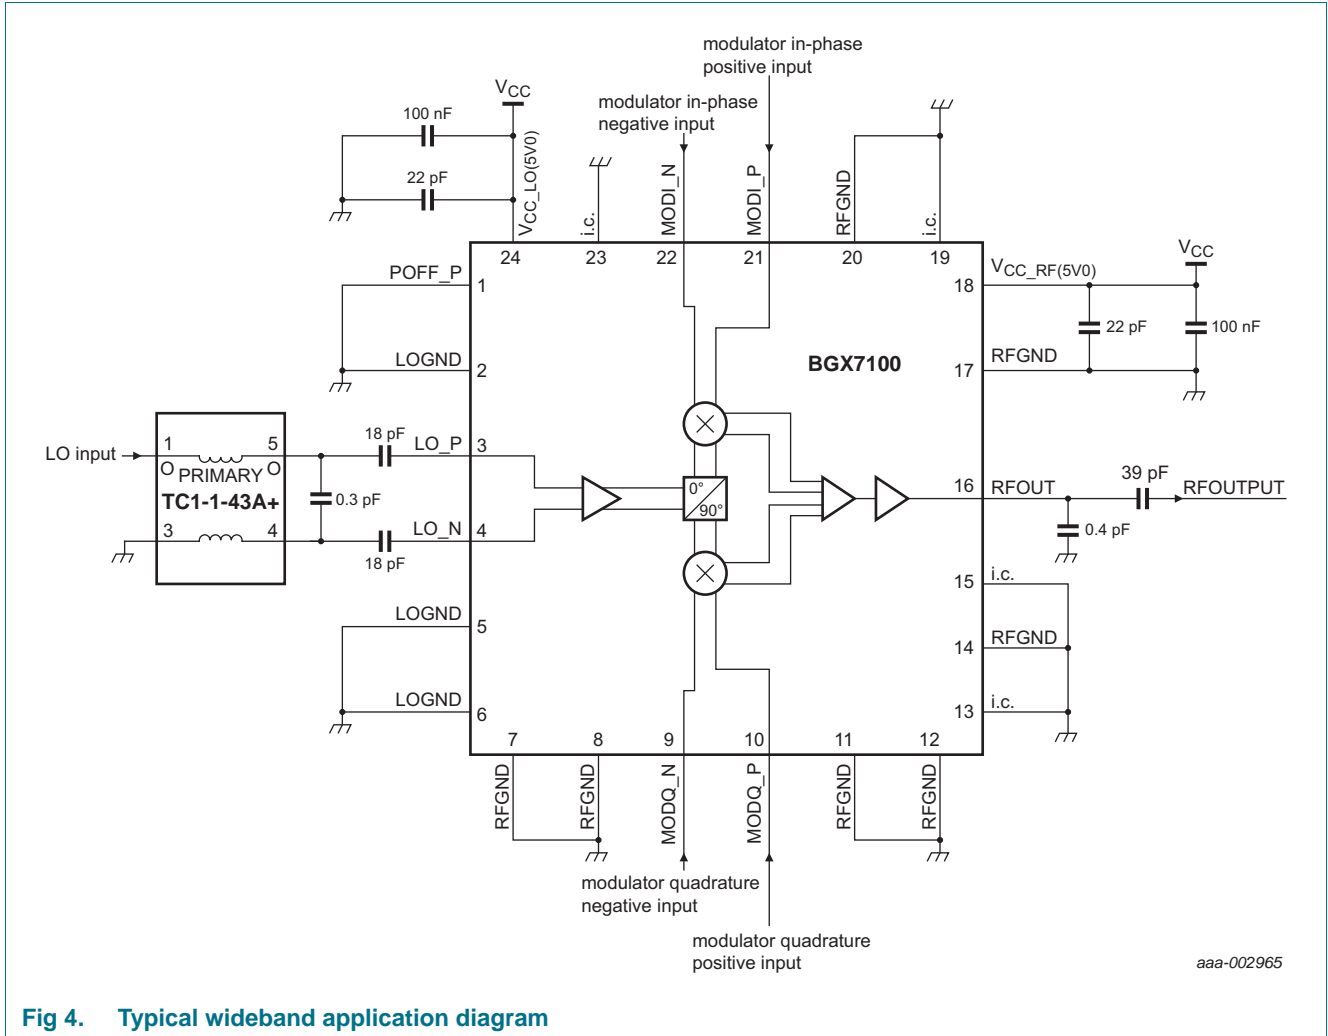 modulator in-phase
positive input
VCC
modulator in-phase
negative input
100 nF
22 pF
VCC_LO(5V0)
i.c.
MODI_N
MODI_P
RFGND
i.c.
24
23
22
21
20
19
VCC
POFF_P
1
18
VCC_RF(5V0)
22 pF
100 nF
LOGND
2
BGX7100
17
RFGND
LO input
1
5
O
PRIMARY
O
TC1-1-43A+
3
4
18 pF
LO_P
3
0.3 pF
LO_N
4
18 pF
0°
90°
16
RFOUT
39 pF
RFOUTPUT
0.4 pF
15
i.c.
LOGND
5
14
RFGND
LOGND
6
13
i.c.
7
8
9
10
11
12
RFGND
RFGND
MODQ_N
MODQ_P
RFGND
RFGND
modulator quadrature
negative input
modulator quadrature
positive input
aaa-002965
Fig 4. Typical wideband application diagram